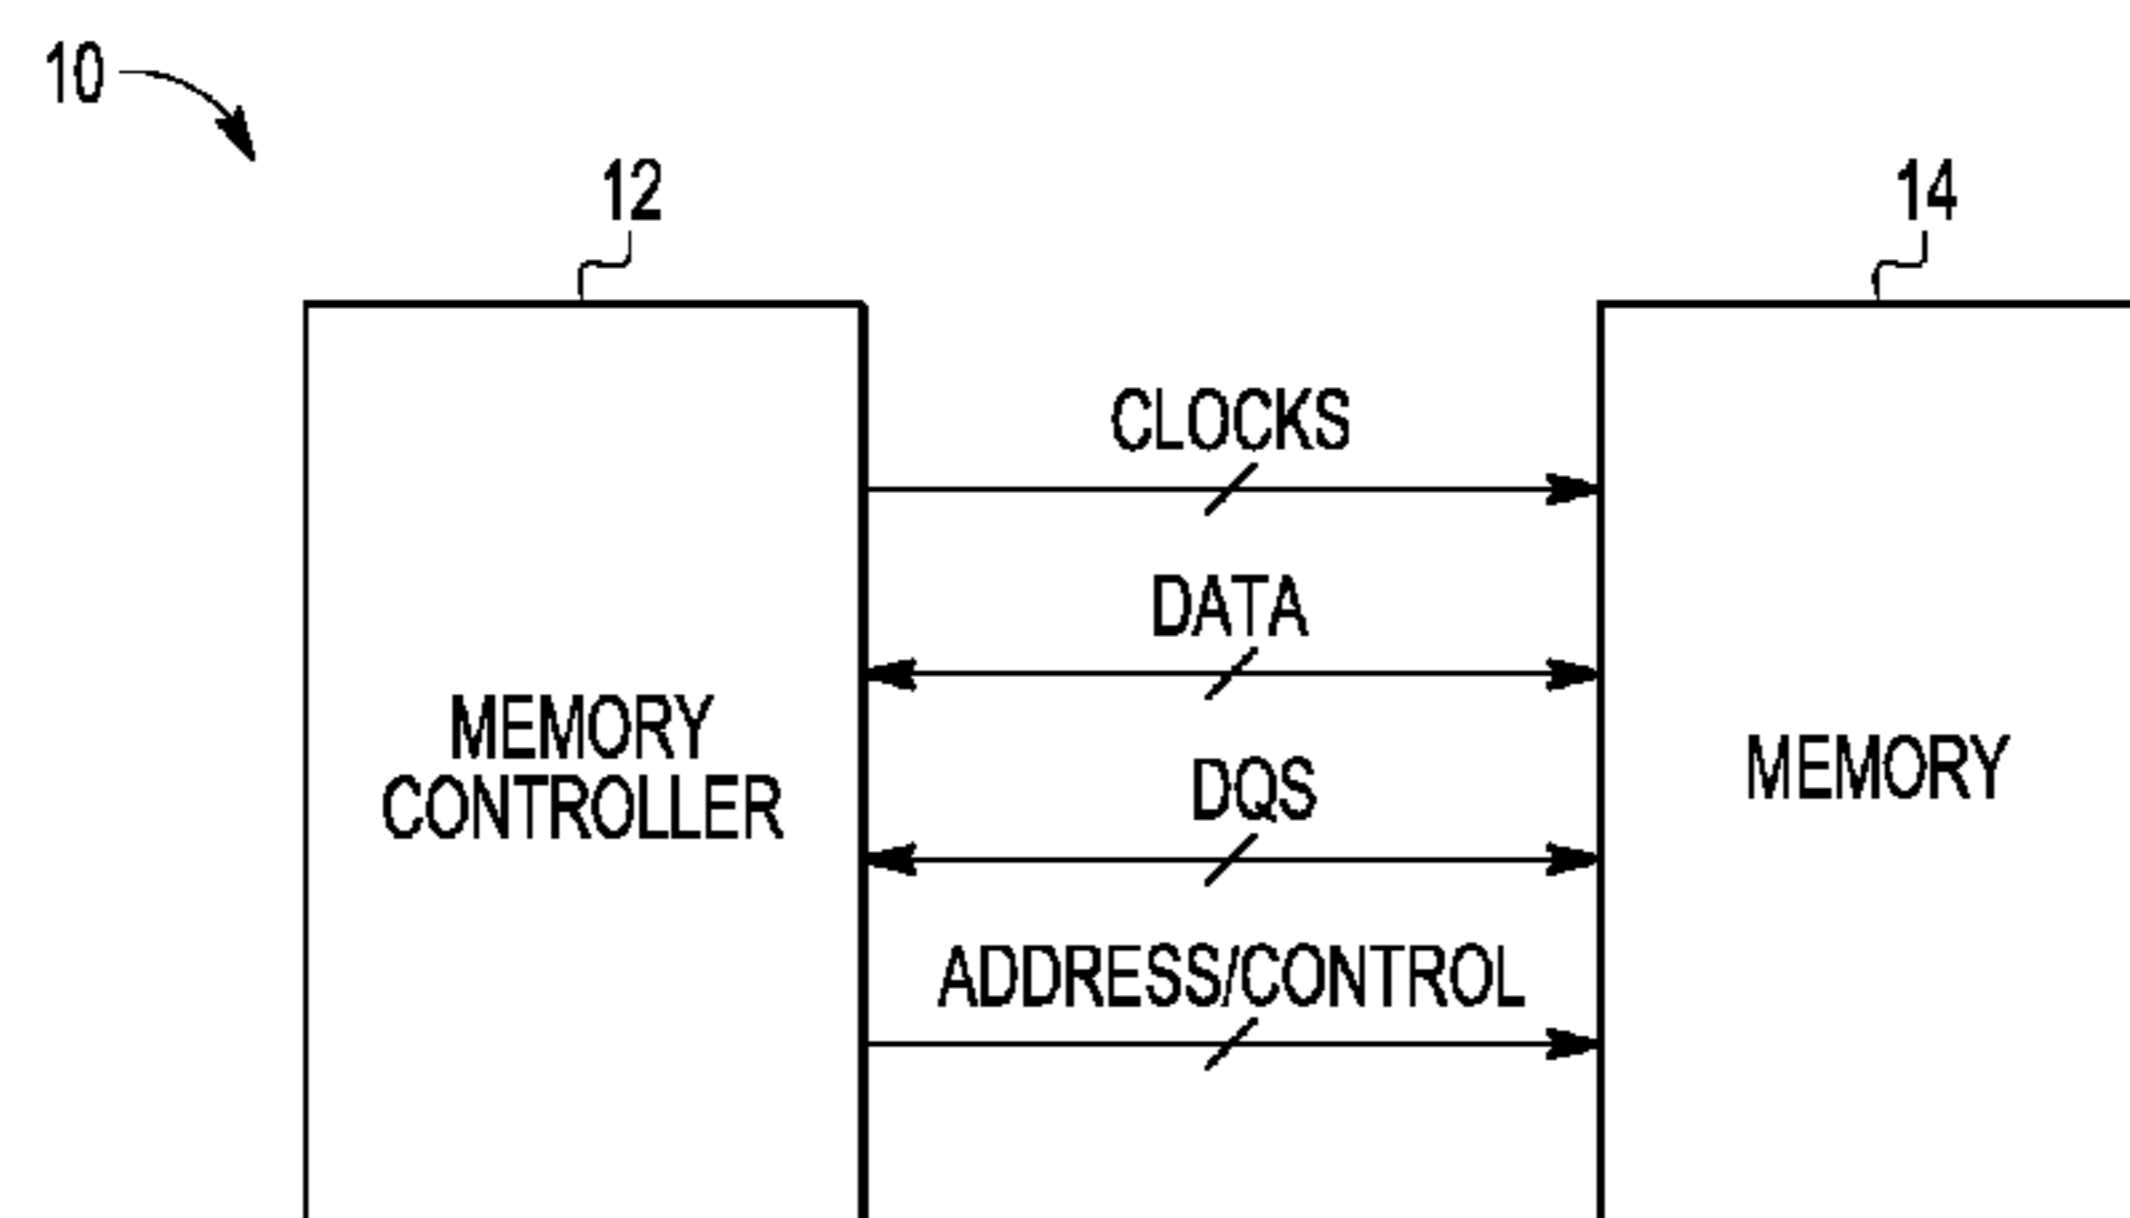 10
12
14
CLOCKS
DATA
MEMORY
CONTROLLER
DQS
MEMORY
ADDRESS/CONTROL